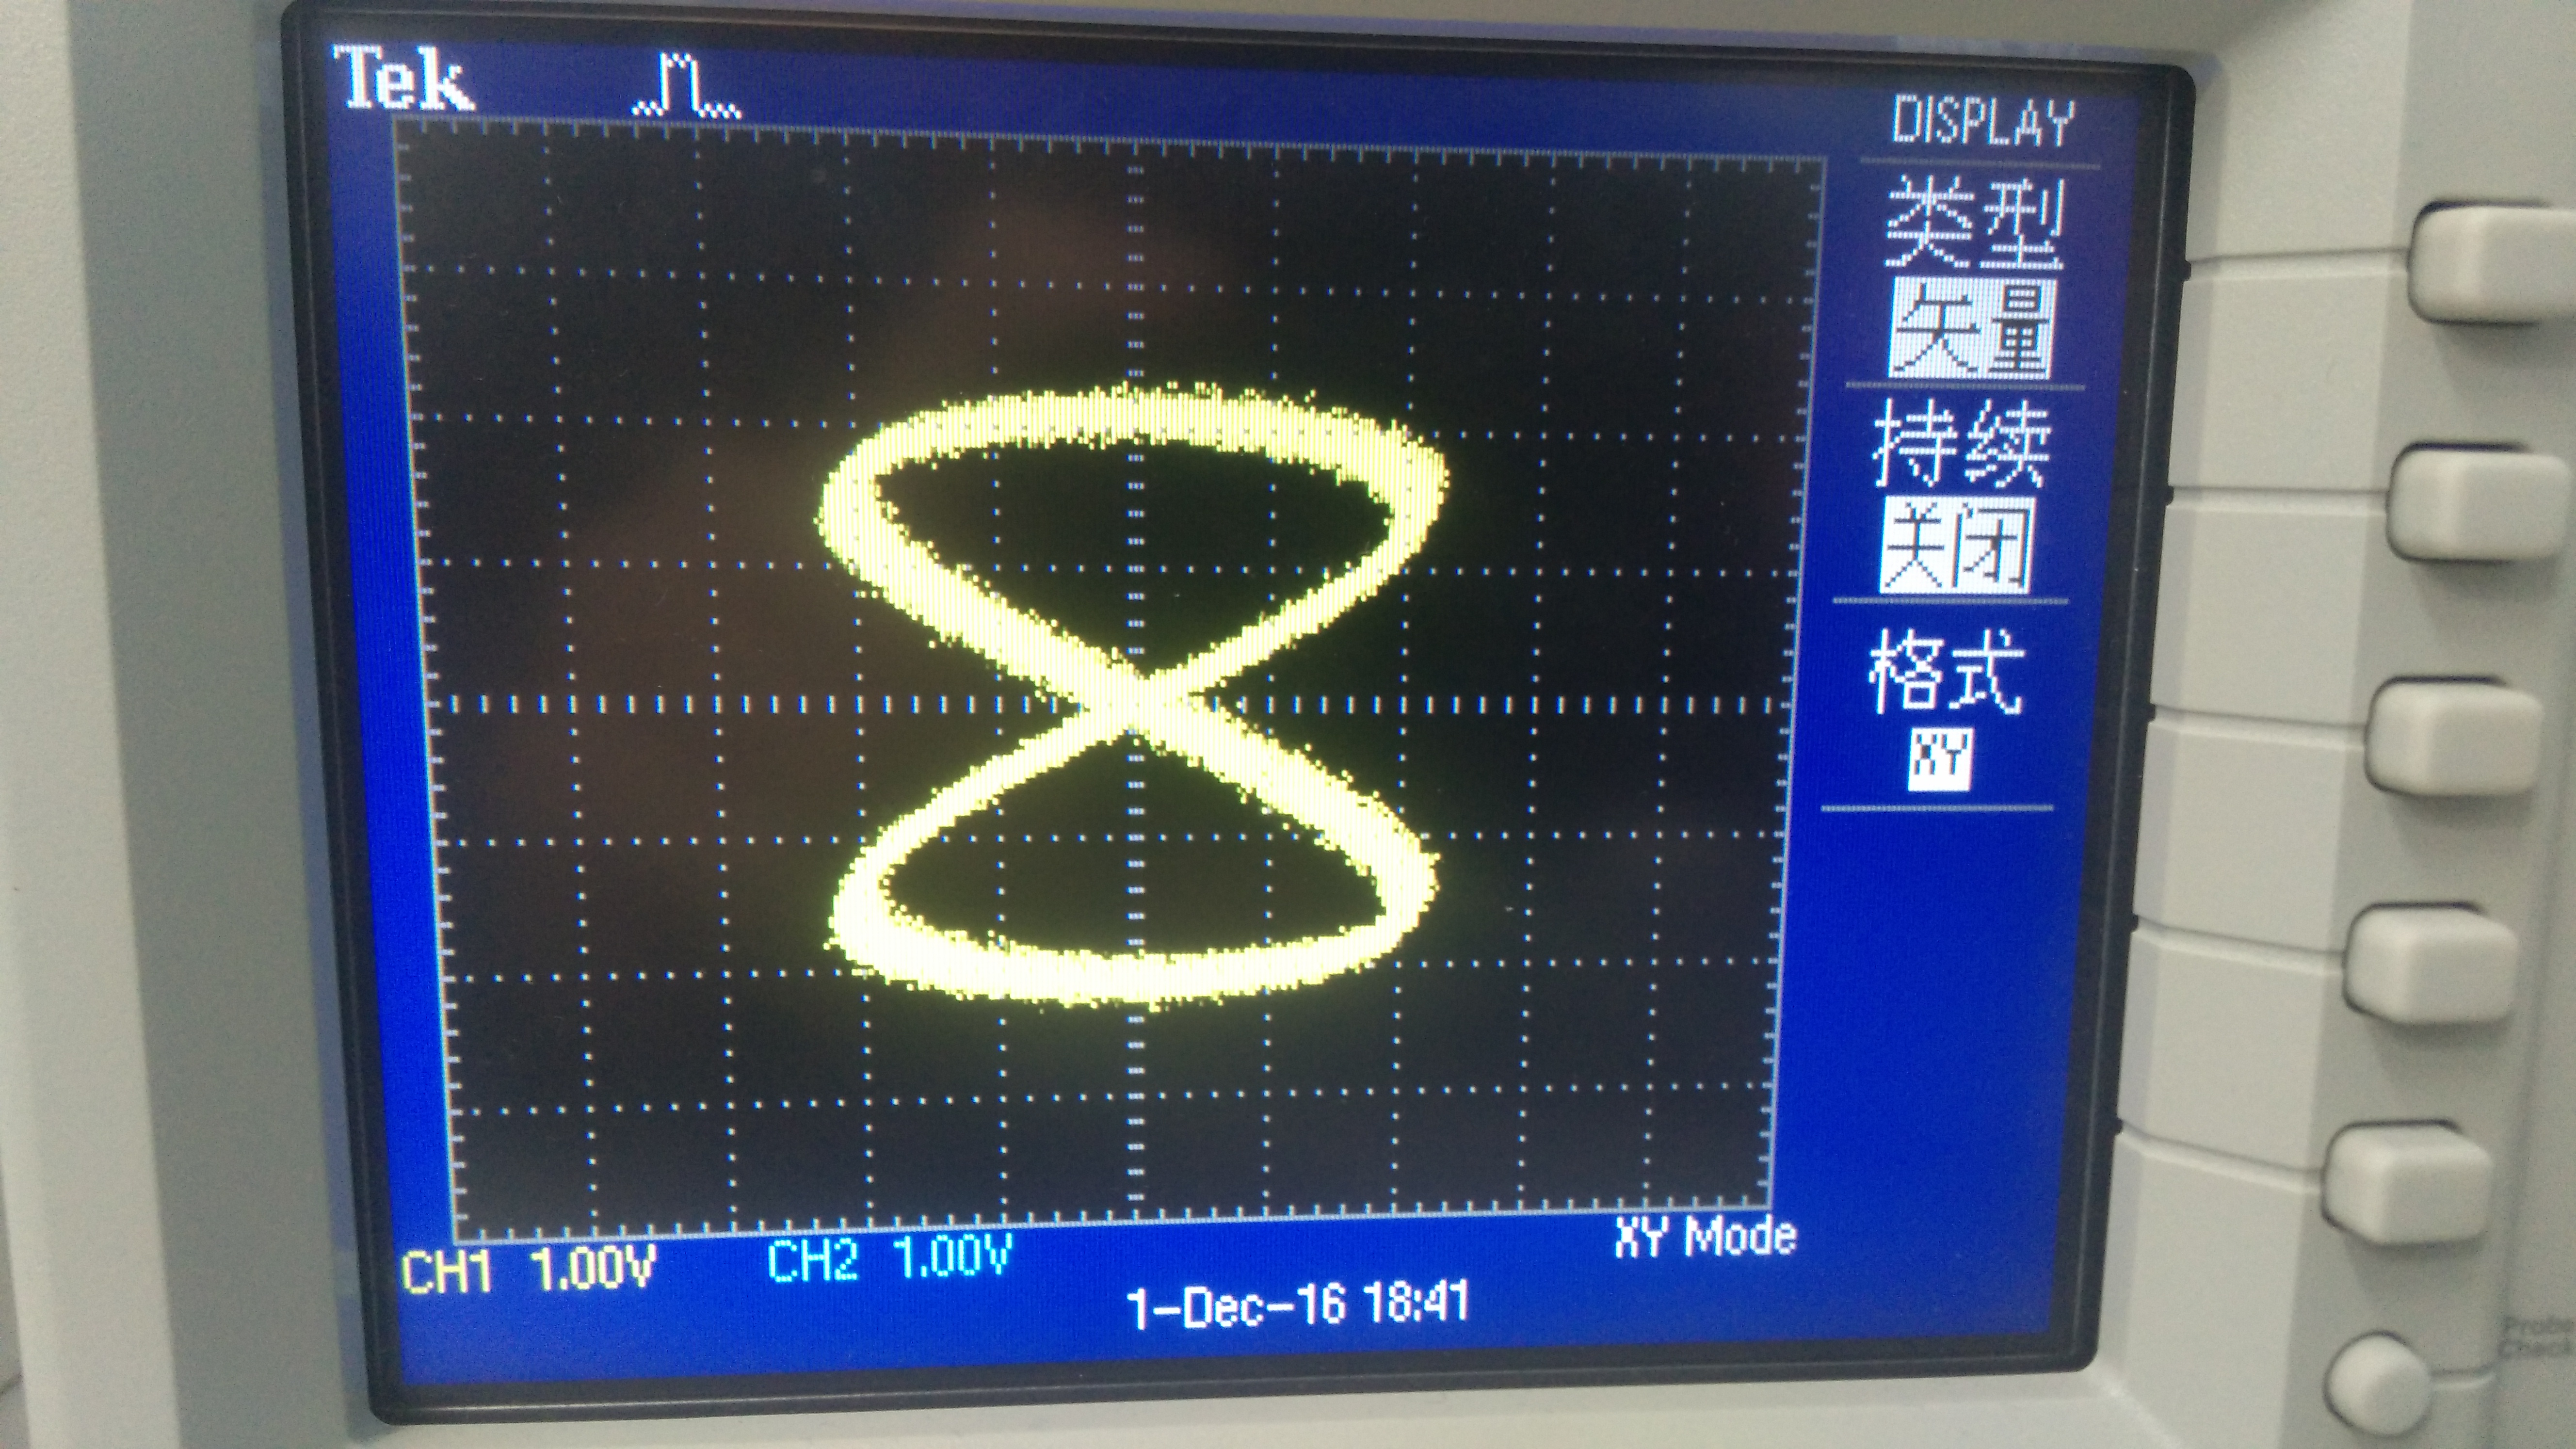 Tek
DISPLAY
类型
矢量
持续
关闭
格式
XY
XY Mode
CH1 1.00V CH2 1.00V
1-Dec-16 18:41
Probe
Check